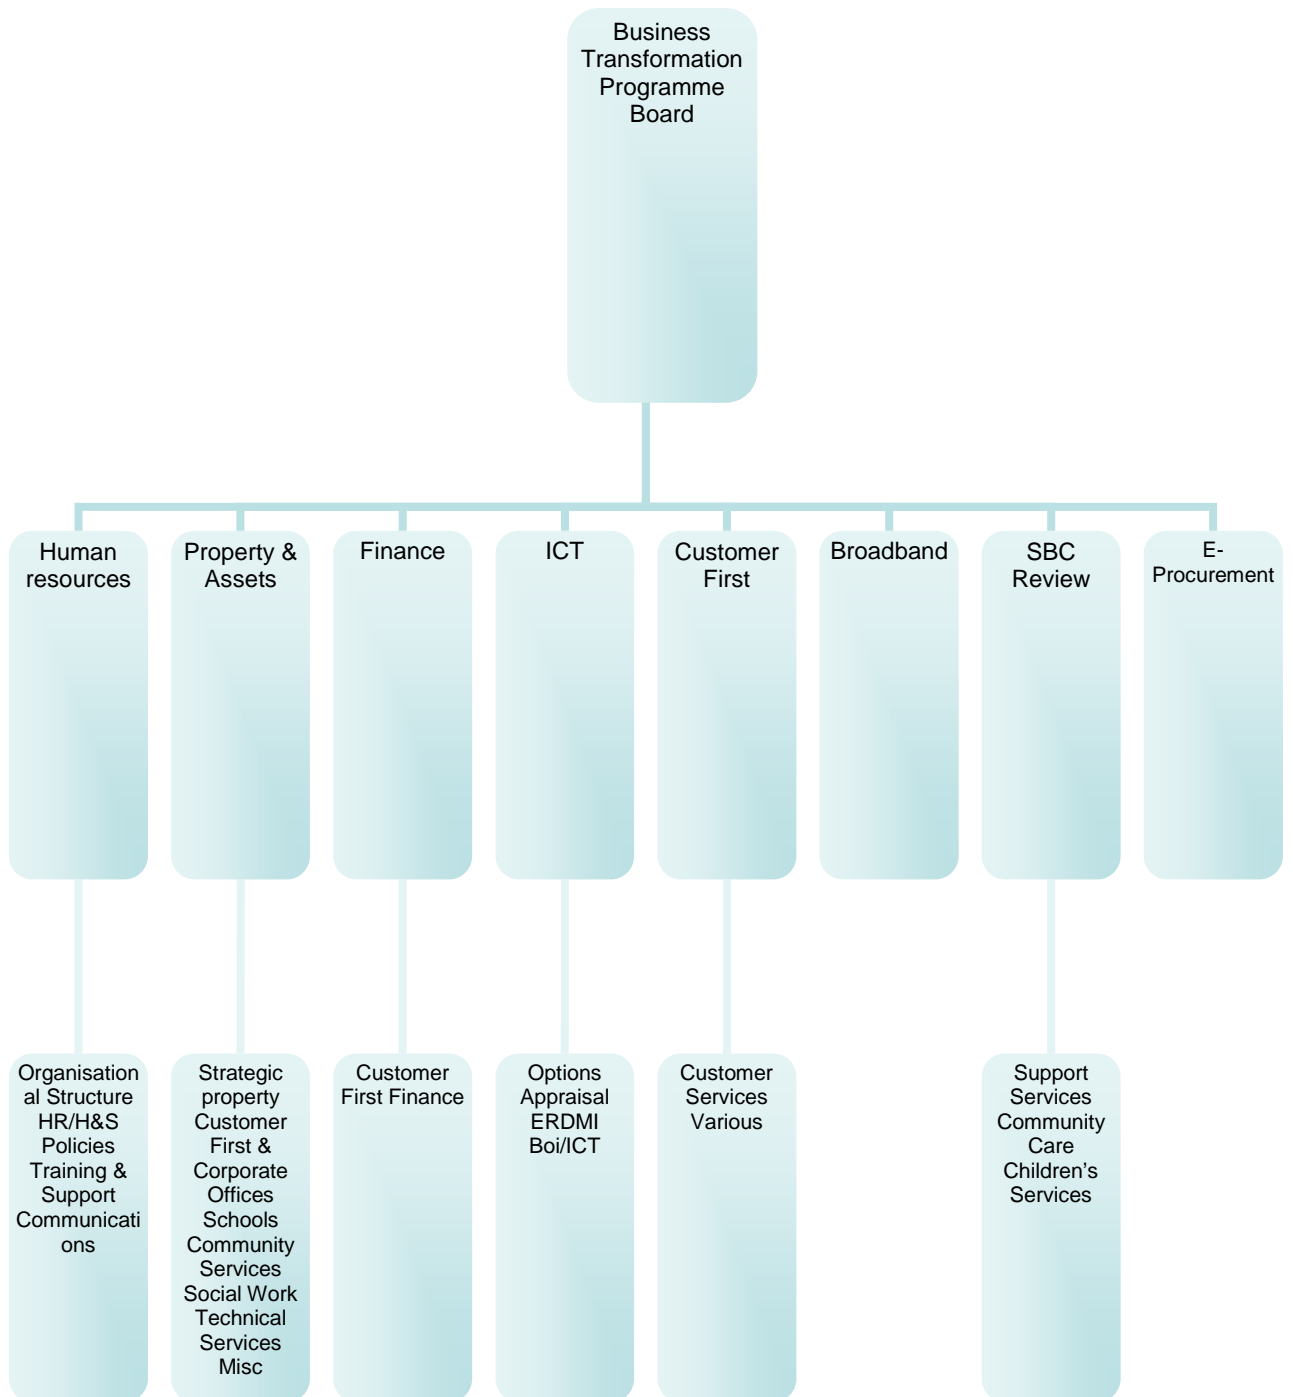 Business
Transformation
Programme
Board
Human
resources
Property &
Assets
Finance
ICT
Customer
First
Broadband
SBC
Review
E-
Procurement
Organisation
al Structure
HR/H&S
Policies
Training &
Support
Communicati
ons
Strategic
property
Customer
First &
Corporate
Offices
Schools
Community
Services
Social Work
Technical
Services
Misc
Customer
First Finance
Options
Appraisal
ERDMI
Boi/ICT
Customer
Services
Various
Support
Services
Community
Care
Children’s
Services